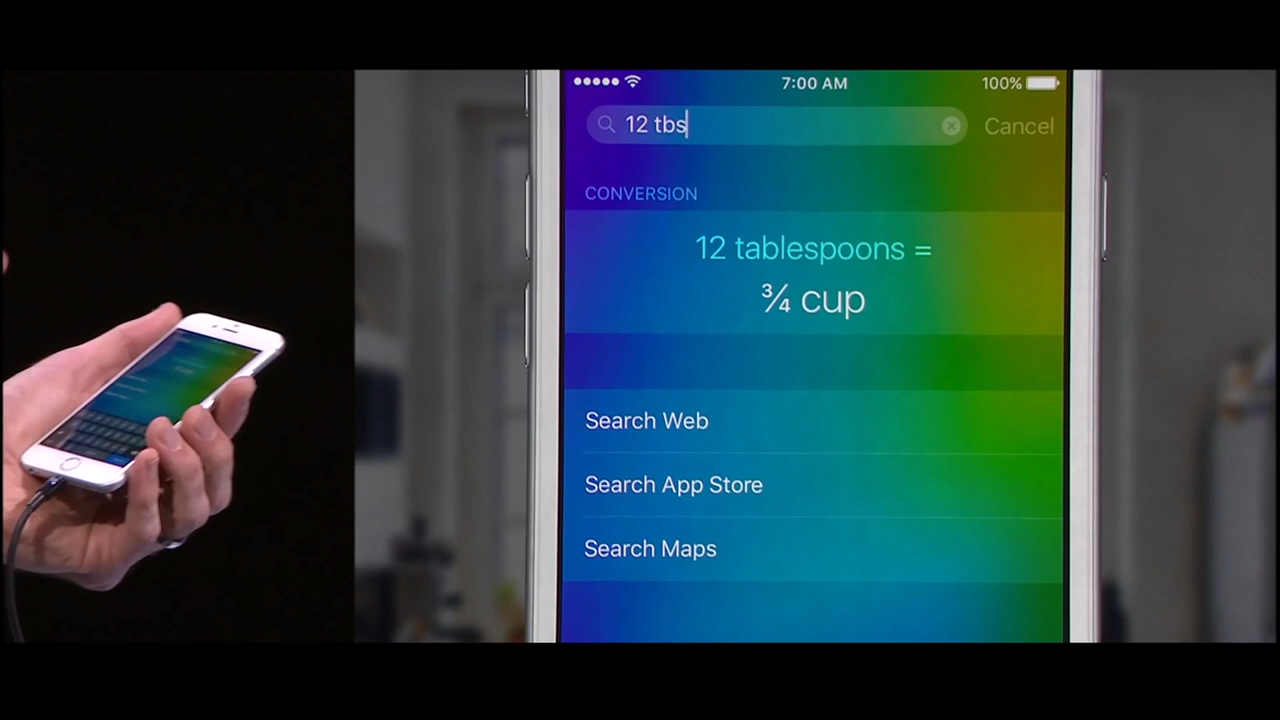 7:00 AM
100%
12 tbs
Cancel
CONVERSION
12 tablespoons =
¾ cup
Search Web
Search App Store
Search Maps